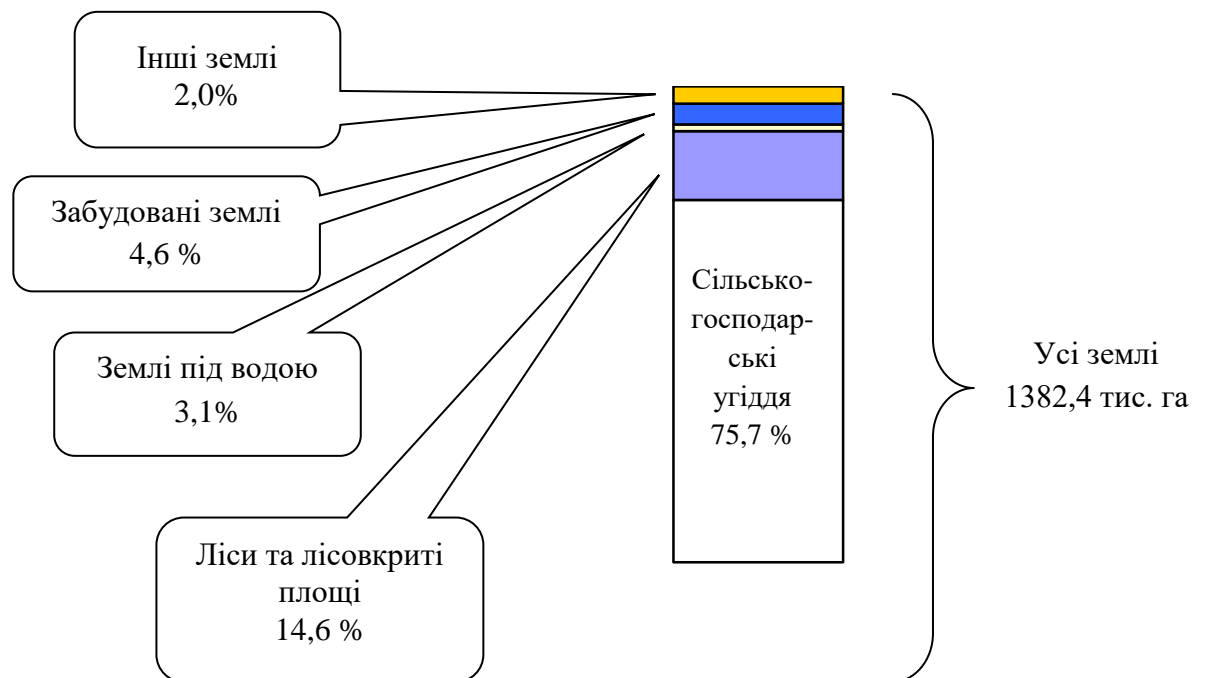 Інші землі
2,0%
Забудовані землі
4,6 %
Землі під водою
3,1%
Ліси та лісовкриті
площі
14,6 %
Сільсько-
господар-
ські
угіддя
75,7 %
Усі землі
1382,4 тис. га